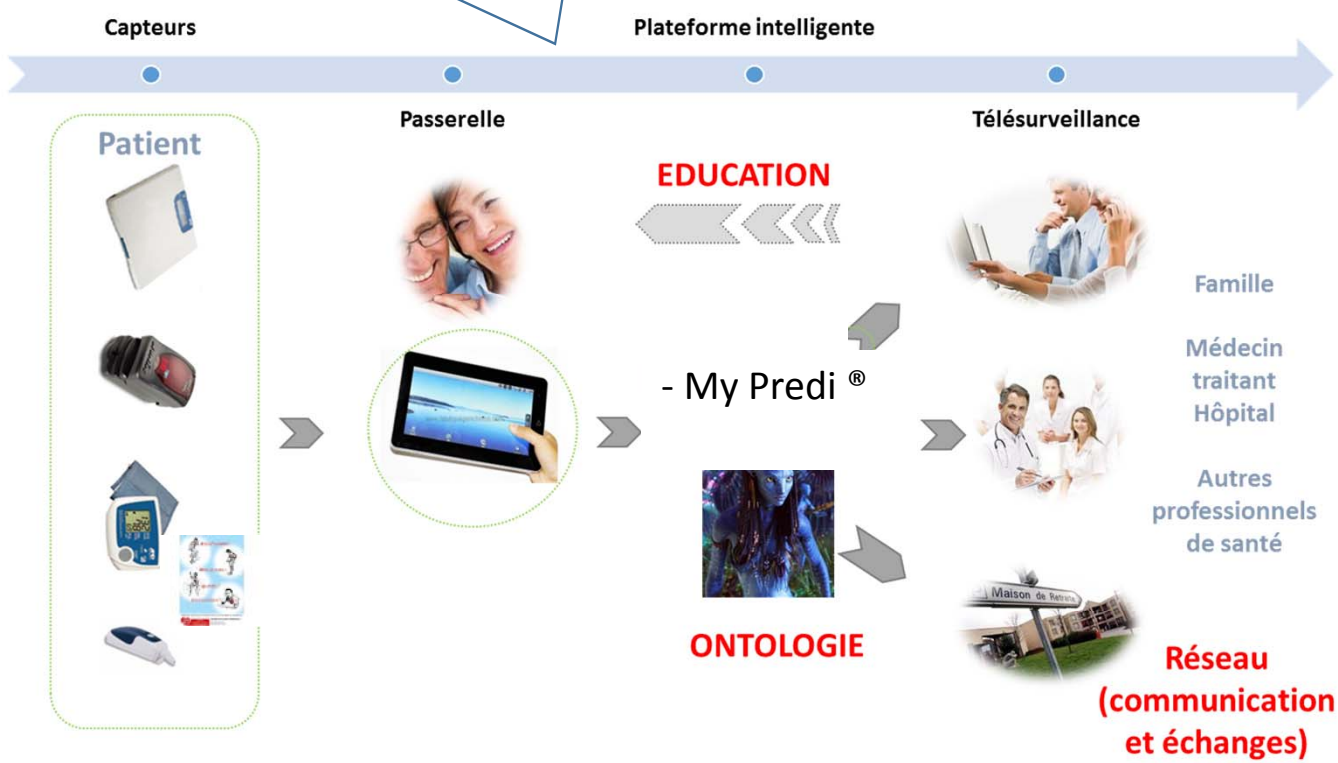 Capteurs
Plateforme intelligente
Passerelle
Télésurveillance
Patient
EDUCATION
Famille
Médecin
traitant
Hôpital
- My Predi ®
Autres
professionnels
de santé
Maison de Retraite
ONTOLOGIE
Réseau
(communication
et échanges)